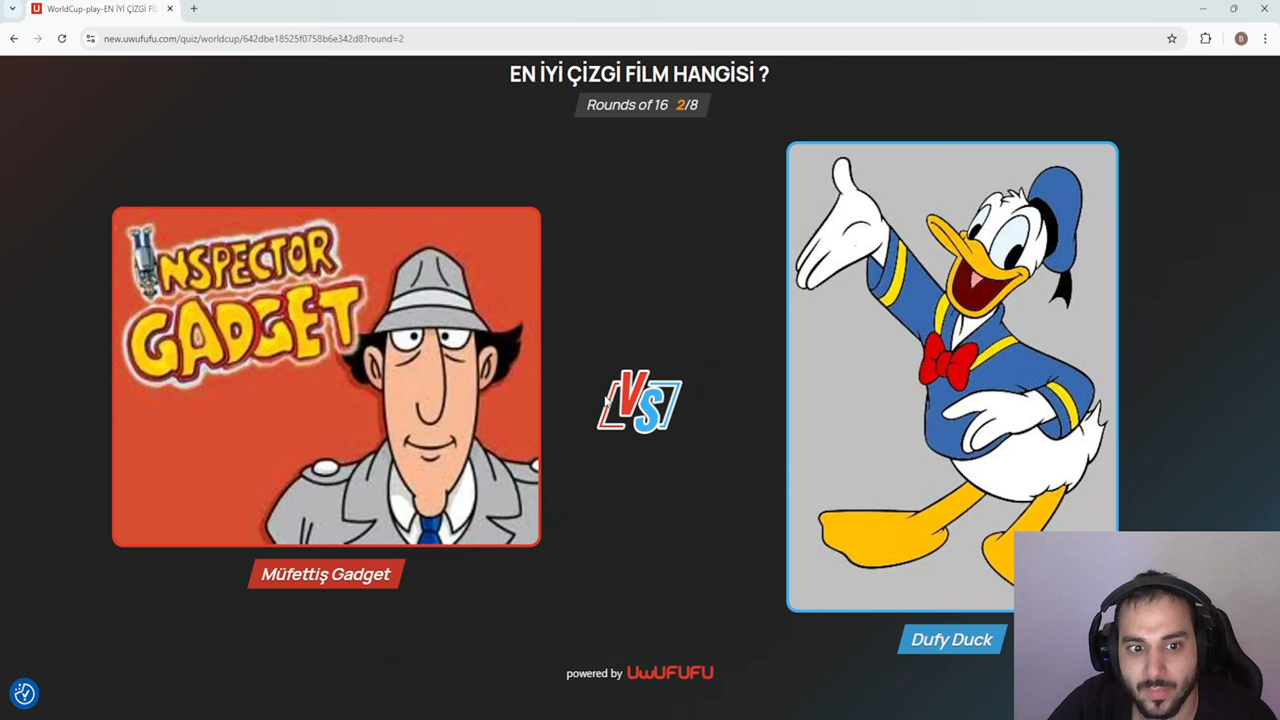 WorldCup-play-EN İYİ ÇİZGİ Fİ
new.uwufufu.com/quiz/worldcup/642dbe18525f0758b6e342d8?round=2
B
EN İYİ ÇİZGİ FİLM HANGİSİ ?
Rounds of 16 2/8
INSPECTOR
GADGET
VS
Müfettiş Gadget
Dufy Duck
powered by UwUFUFU